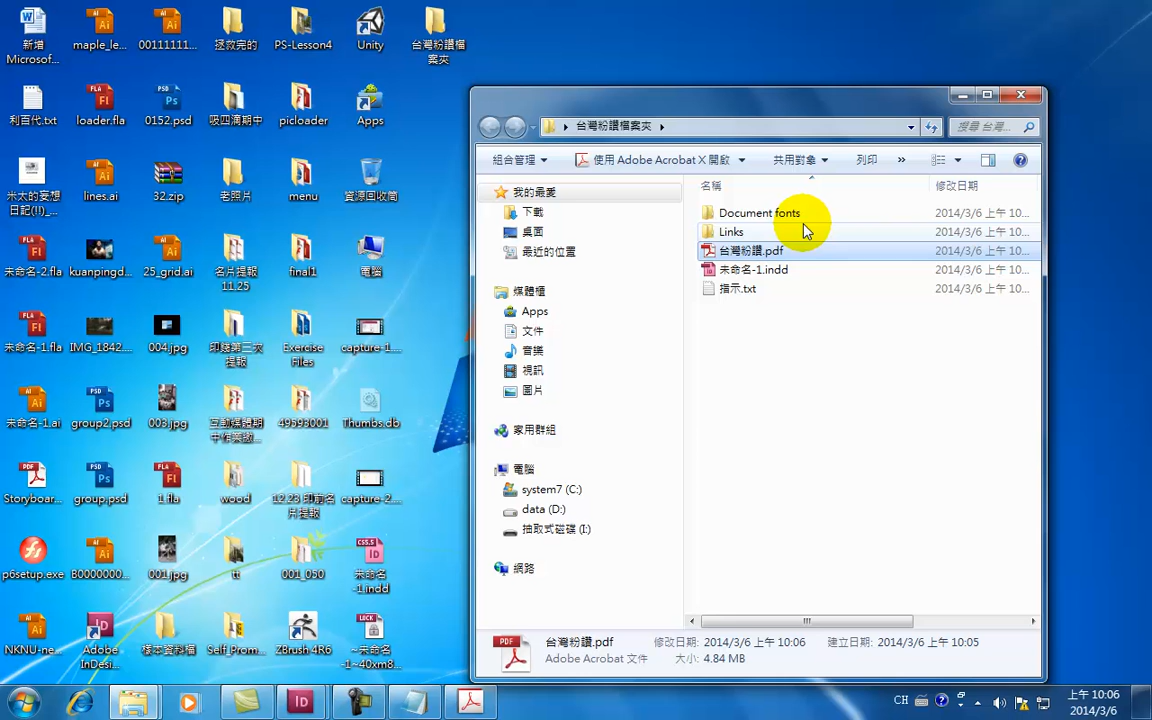 新增
Microsof...
maple_le...
00111111...
拯救完的
PS-Lesson4
Unity
台灣粉讚檔
案夾
利百代.txt
loader.fla
0152.psd
吸四滴期中
picloader
Apps
米太的妄想
日記(!!)_...
lines.ai
32.zip
老照片
menu
資源回收筒
未命名-2.fla
kuanpingd...
25_grid.ai
名片提報
11.25
final1
電腦
未命名-1.fla
IMG_1842...
004.jpg
印緩第三次
提報
Exercise
Files
capture-1....
未命名-1.ai
group2.psd
003.jpg
互動媒體期
中作業繳...
49593001
Thumbs.db
Storyboar...
group.psd
1.fla
wood
12.23 印前名
片提報
capture-2....
p6setup.exe
B0000000...
001.jpg
tt
001_050
未命名
-1.indd
NKNU-ne...
Adobe
InDesi...
樣本資料檔
Self_Prom...
ZBrush 4R6
~未命名
-1~40xm8...
台灣粉讚檔案夾
搜尋 台灣...
組合管理
使用 Adobe Acrobat X 開啟
共用對象
列印
»
我的最愛
下載
桌面
最近的位置
媒體櫃
Apps
文件
音樂
視訊
圖片
家用群組
電腦
system7 (C:)
data (D:)
抽取式磁碟 (I:)
網路
名稱
修改日期
Document fonts
2014/3/6 上午 10...
Links
2014/3/6 上午 10...
台灣粉讚.pdf
2014/3/6 上午 10...
未命名-1.indd
2014/3/6 上午 10...
指示.txt
2014/3/6 上午 10...
台灣粉讚.pdf
修改日期: 2014/3/6 上午 10:06
建立日期: 2014/3/6 上午 10:05
Adobe Acrobat 文件
大小: 4.84 MB
CH
上午 10:06
2014/3/6